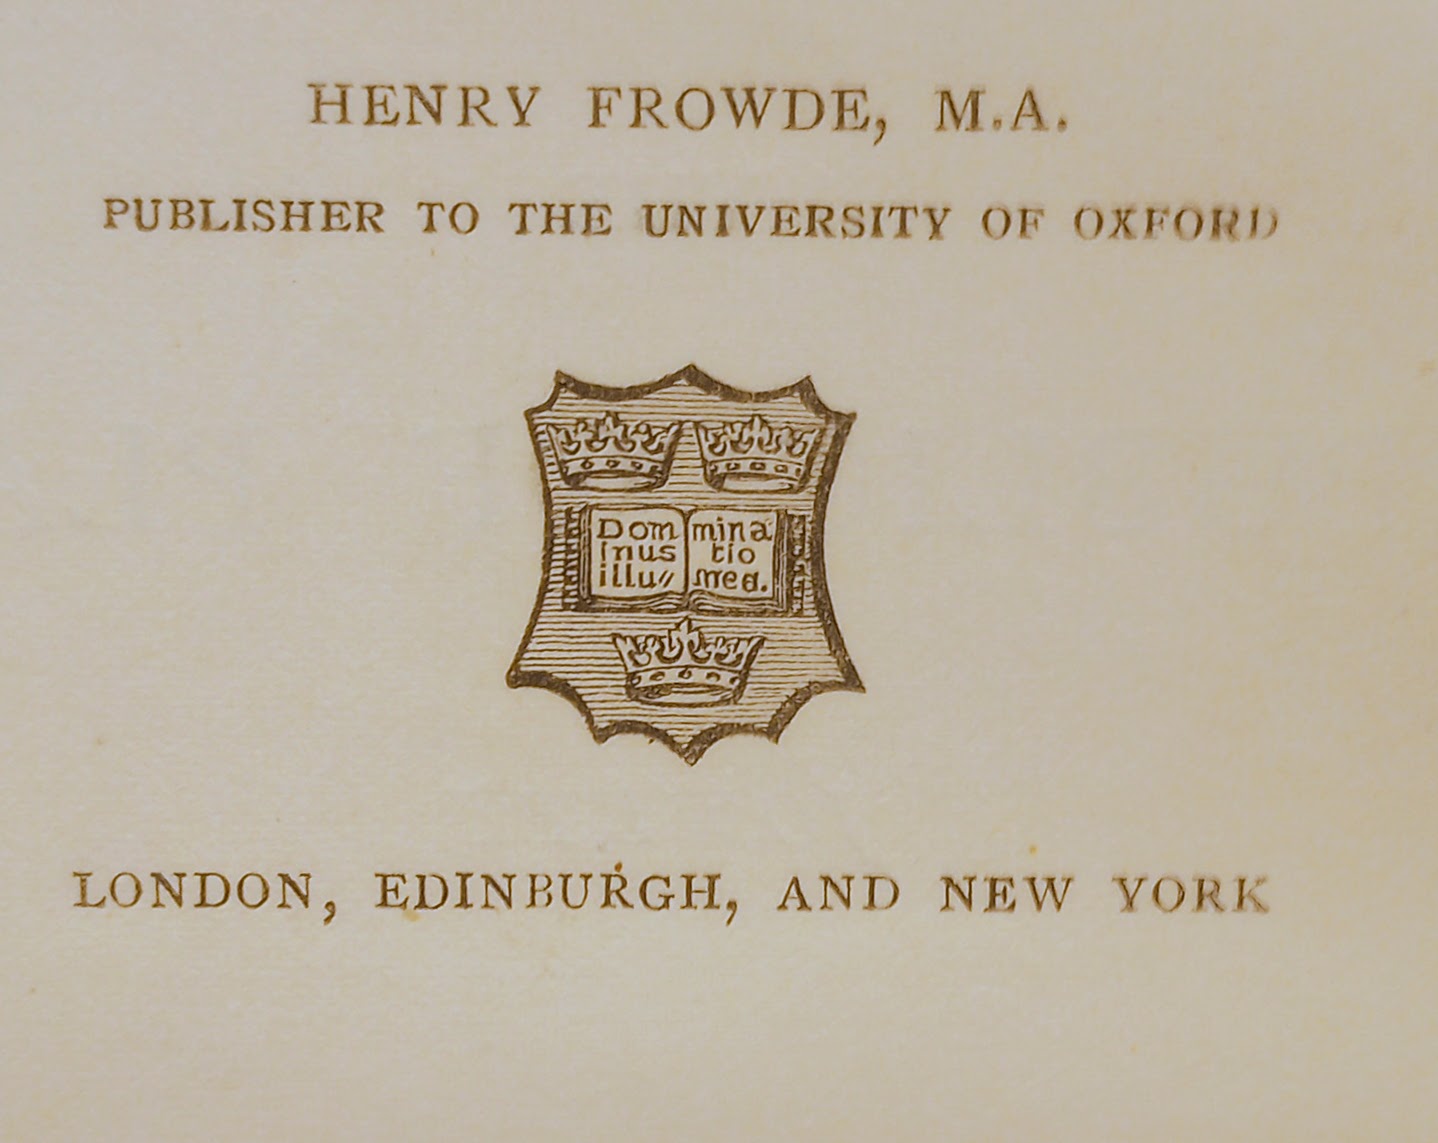 HENRY FROWDE, M.A.
PUBLISHER TO THE UNIVERSITY OF OXFORD
Dom
inus
illu〃
mina
tio
mea.
LONDON, EDINBURGH, AND NEW YORK